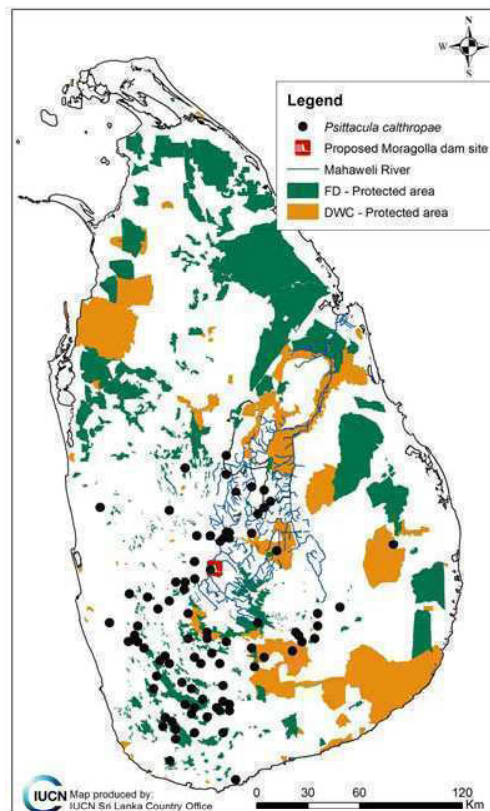 N
W E
S
Legend
Psittacula calthropae
Proposed Moragolla dam site
Mahaweli River
FD - Protected area
DWC - Protected area
IUCN
Map produced by:
IUCN Sri Lanka Country Office
0 30 60 120
Km